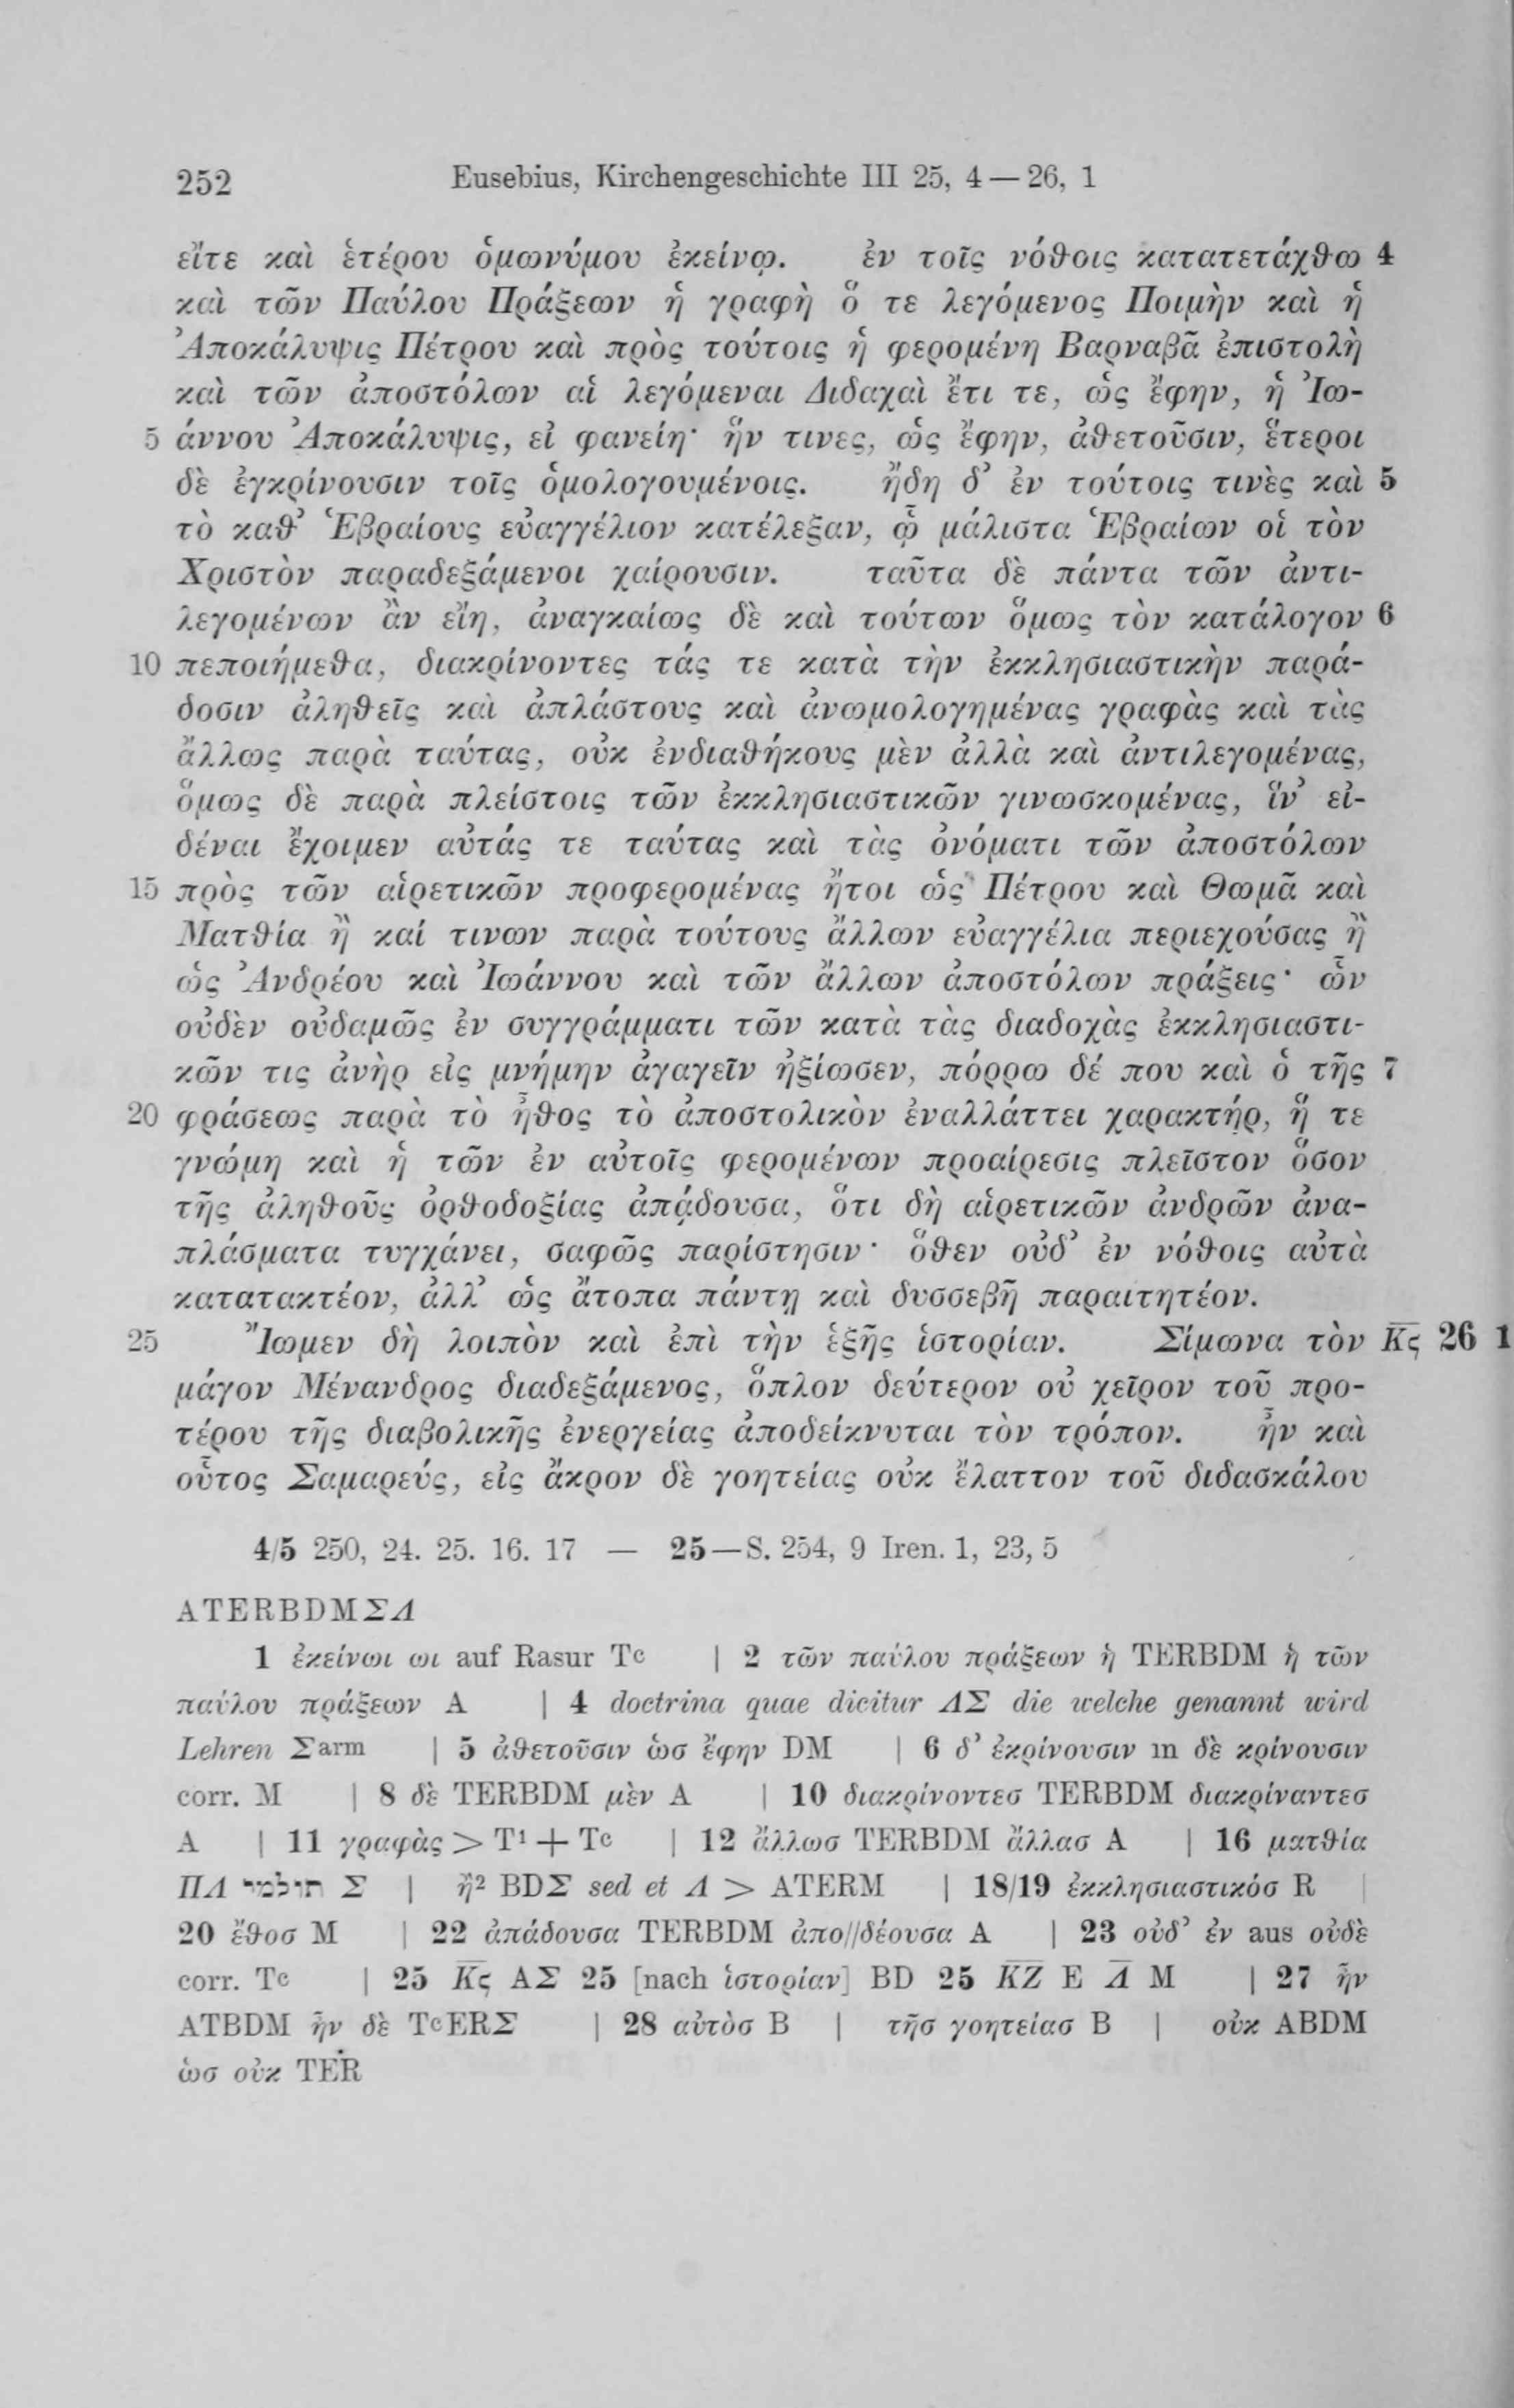 252 Eusebius, Kirchengeschichte III 25, 4 — 26, 1
εἴτε καὶ ἑτέρου ὁμωνύμου ἐκείνῳ. ἐν τοῖς νόθοις κατατετάχθω 4
καὶ τῶν Παύλου Πράξεων ἡ γραφὴ ὅ τε λεγόμενος Ποιμὴν καὶ ἡ
Ἀποκάλυψις Πέτρου καὶ πρὸς τούτοις ἡ φερομένη Βαρναβᾶ ἐπιστολὴ
καὶ τῶν ἀποστόλων αἱ λεγόμεναι Διδαχαὶ ἔτι τε, ὡς ἔφην, ἡ Ἰω-
5 άννου Ἀποκάλυψις, εἰ φανείη· ἥν τινες, ὡς ἔφην, ἀθετοῦσιν, ἕτεροι
δὲ ἐγκρίνουσιν τοῖς ὁμολογουμένοις. ἤδη δ' ἐν τούτοις τινὲς καὶ 5
τὸ καθ' Ἑβραίους εὐαγγέλιον κατέλεξαν, ᾧ μάλιστα Ἑβραίων οἱ τὸν
Χριστὸν παραδεξάμενοι χαίρουσιν. ταῦτα δὲ πάντα τῶν ἀντι-
λεγομένων ἂν εἴη, ἀναγκαίως δὲ καὶ τούτων ὅμως τὸν κατάλογον 6
10 πεποιήμεθα, διακρίνοντες τάς τε κατὰ τὴν ἐκκλησιαστικὴν παρά-
δοσιν ἀληθεῖς καὶ ἀπλάστους καὶ ἀνωμολογημένας γραφὰς καὶ τὰς
ἄλλως παρὰ ταύτας, οὐκ ἐνδιαθήκους μὲν ἀλλὰ καὶ ἀντιλεγομένας,
ὅμως δὲ παρὰ πλείστοις τῶν ἐκκλησιαστικῶν γινωσκομένας, ἵν' εἰ-
δέναι ἔχοιμεν αὐτάς τε ταύτας καὶ τὰς ὀνόματι τῶν ἀποστόλων
15 πρὸς τῶν αἱρετικῶν προφερομένας ἤτοι ὡς Πέτρου καὶ Θωμᾶ καὶ
Ματθία ἢ καί τινων παρὰ τούτους ἄλλων εὐαγγέλια περιεχούσας ἢ
ὡς Ἀνδρέου καὶ Ἰωάννου καὶ τῶν ἄλλων ἀποστόλων πράξεις· ὧν
οὐδὲν οὐδαμῶς ἐν συγγράμματι τῶν κατὰ τὰς διαδοχὰς ἐκκλησιαστι-
κῶν τις ἀνὴρ εἰς μνήμην ἀγαγεῖν ἠξίωσεν, πόρρω δέ που καὶ ὁ τῆς 7
20 φράσεως παρὰ τὸ ἦθος τὸ ἀποστολικὸν ἐναλλάττει χαρακτήρ, ἥ τε
γνώμη καὶ ἡ τῶν ἐν αὐτοῖς φερομένων προαίρεσις πλεῖστον ὅσον
τῆς ἀληθοῦς ὀρθοδοξίας ἀπᾴδουσα, ὅτι δὴ αἱρετικῶν ἀνδρῶν ἀνα-
πλάσματα τυγχάνει, σαφῶς παρίστησιν· ὅθεν οὐδ' ἐν νόθοις αὐτὰ
κατατακτέον, ἀλλ' ὡς ἄτοπα πάντῃ καὶ δυσσεβῆ παραιτητέον.
25 Ἴωμεν δὴ λοιπὸν καὶ ἐπὶ τὴν ἑξῆς ἱστορίαν. Σίμωνα τὸν K̅ς̅ 26 1
μάγον Μένανδρος διαδεξάμενος, ὅπλον δεύτερον οὐ χεῖρον τοῦ προ-
τέρου τῆς διαβολικῆς ἐνεργείας ἀποδείκνυται τὸν τρόπον. ἦν καὶ
οὗτος Σαμαρεύς, εἰς ἄκρον δὲ γοητείας οὐκ ἔλαττον τοῦ διδασκάλου
4/5 250, 24. 25. 16. 17 — 25—S. 254, 9 Iren. 1, 23, 5
ATERBDMΣΛ
1 ἐκείνωι ωι auf Rasur Tc | 2 τῶν παύλου πράξεων ἡ TERBDM ἡ τῶν
παύλου πράξεων A | 4 doctrina quae dicitur ΛΣ die welche genannt wird
Lehren Σarm | 5 ἀθετοῦσιν ὡσ ἔφην DM | 6 δ' ἐκρίνουσιν m δὲ κρίνουσιν
corr. M | 8 δὲ TERBDM μὲν A | 10 διακρίνοντεσ TERBDM διακρίναντεσ
A | 11 γραφὰς > T1 + Tc | 12 ἄλλωσ TERBDM ἄλλασ A | 16 ματθία
ΠΛ תולמי Σ | ἢ2 BDΣ sed et Λ > ATERM | 18/19 ἐκκλησιαστικόσ R |
20 ἔθοσ M | 22 ἀπάδουσα TERBDM ἀπο//δέουσα A | 23 οὐδ' ἐν aus οὐδὲ
corr. Tc | 25 K̅ς̅ AΣ 25 [nach ἱστορίαν] BD 25 K̅Z̅ E Λ̅ M | 27 ἦν
ATBDM ἦν δὲ TcERΣ | 28 αὐτὸσ B | τῆσ γοητείασ B | οὐκ ABDM
ὡσ οὐκ TER